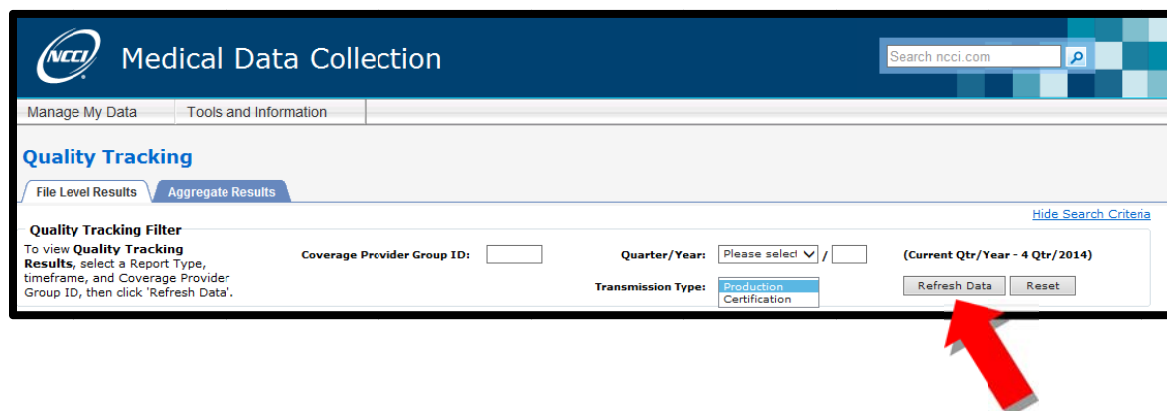 NCCI Medical Data Collection
Search ncci.com
Manage My Data Tools and Information
Quality Tracking
File Level Results Aggregate Results
Hide Search Criteria
Quality Tracking Filter
To view Quality Tracking
Results, select a Report Type,
timeframe, and Coverage Provider
Group ID, then click 'Refresh Data'.
Coverage Provider Group ID:
Quarter/Year: Please select / (Current Qtr/Year - 4 Qtr/2014)
Transmission Type: Production
Certification
Refresh Data Reset